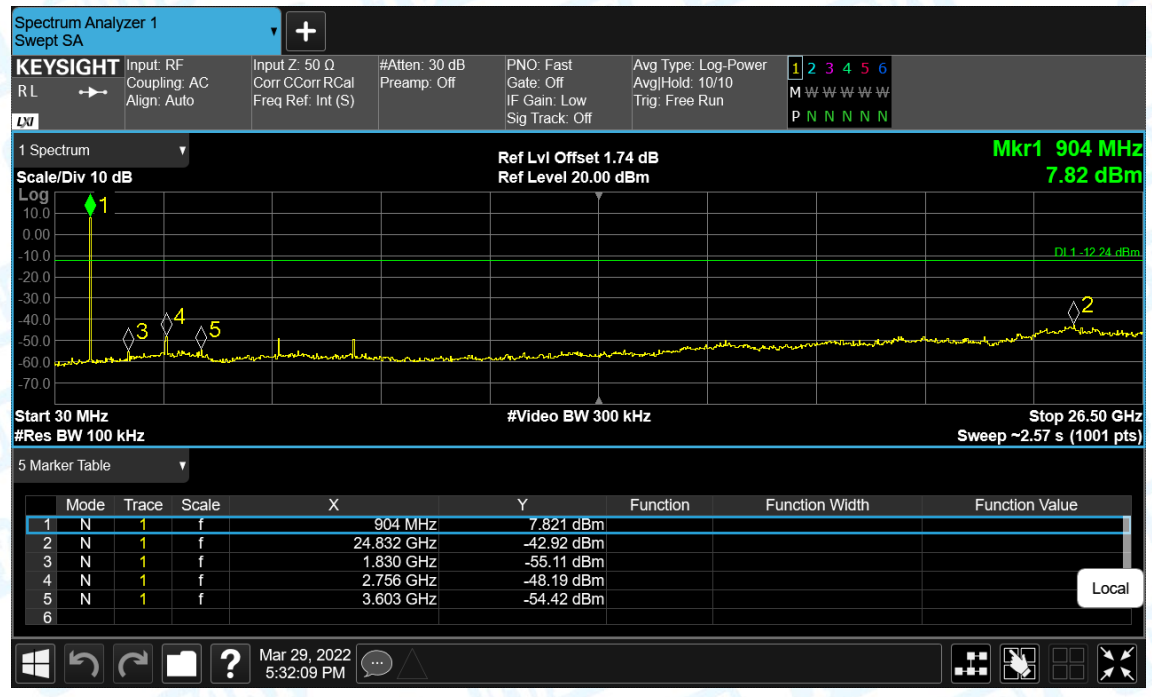 Spectrum Analyzer 1
Swept SA
+
KEYSIGHT
R L
LXI
Input: RF
Coupling: AC
Align: Auto
Input Z: 50 Ω
Corr CCorr RCal
Freq Ref: Int (S)
#Atten: 30 dB
Preamp: Off
PNO: Fast
Gate: Off
IF Gain: Low
Sig Track: Off
Avg Type: Log-Power
Avg|Hold: 10/10
Trig: Free Run
1 2 3 4 5 6
M W W W W W
P N N N N N
1 Spectrum
Scale/Div 10 dB
Ref Lvl Offset 1.74 dB
Ref Level 20.00 dBm
Mkr1 904 MHz
7.82 dBm
Log
10.0
0.00
-10.0
-20.0
-30.0
-40.0
-50.0
-60.0
-70.0
1
DL1 -12.24 dBm
2
3
4
5
Start 30 MHz
#Res BW 100 kHz
#Video BW 300 kHz
Stop 26.50 GHz
Sweep ~2.57 s (1001 pts)
5 Marker Table
Mode Trace Scale X Y Function Function Width Function Value
1 N 1 f 904 MHz 7.821 dBm
2 N 1 f 24.832 GHz -42.92 dBm
3 N 1 f 1.830 GHz -55.11 dBm
4 N 1 f 2.756 GHz -48.19 dBm
5 N 1 f 3.603 GHz -54.42 dBm
6
Local
?
Mar 29, 2022
5:32:09 PM